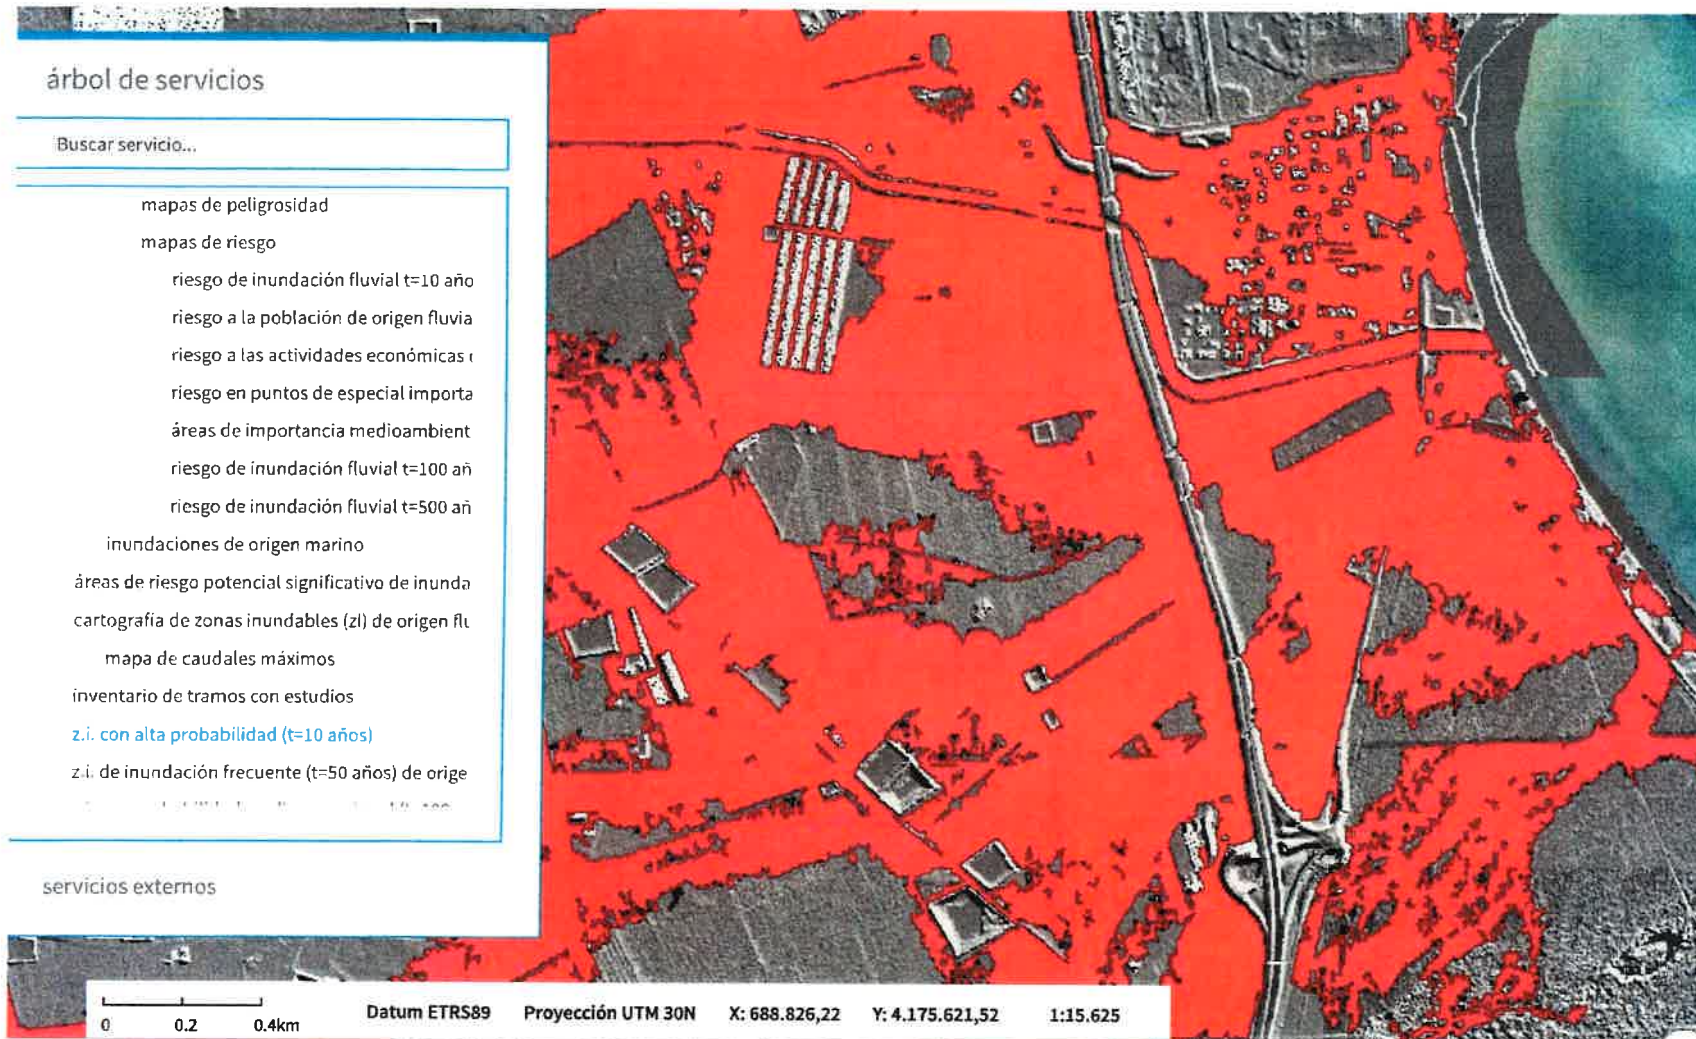 árbol de servicios
Buscar servicio...
mapas de peligrosidad
mapas de riesgo
riesgo de inundación fluvial t=10 año
riesgo a la población de origen fluvia
riesgo a las actividades económicas
riesgo en puntos de especial importa
áreas de importancia medioambient
riesgo de inundación fluvial t=100 añ
riesgo de inundación fluvial t=500 añ
inundaciones de origen marino
áreas de riesgo potencial significativo de inunda
cartografía de zonas inundables (zi) de origen flu
mapa de caudales máximos
inventario de tramos con estudios
z.i. con alta probabilidad (t=10 años)
z.i. de inundación frecuente (t=50 años) de orige
servicios externos
0 0.2 0.4km Datum ETRS89 Proyección UTM 30N X: 688.826,22 Y: 4.175.621,52 1:15.625